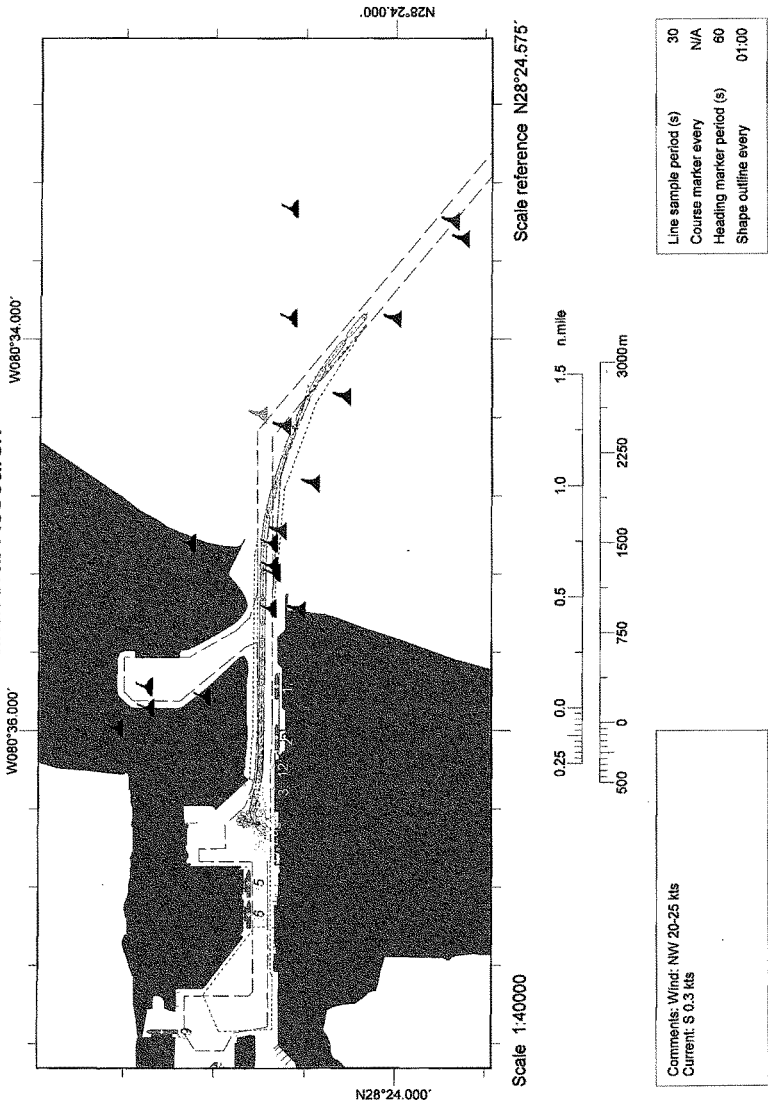 W080°36.000'
W080°34.000'
N28°24.000'
N28°24.000'
9
6
5
3
12
2
1
Scale 1:40000
Scale reference N28°24.575'
0.25
0.0
0.5
1.0
1.5
n.mile
500
0
750
1500
2250
3000m
Comments: Wind: NW 20-25 kts
Current: S 0.3 kts
Line sample period (s) 30
Course marker every N/A
Heading marker period (s) 60
Shape outline every 01:00